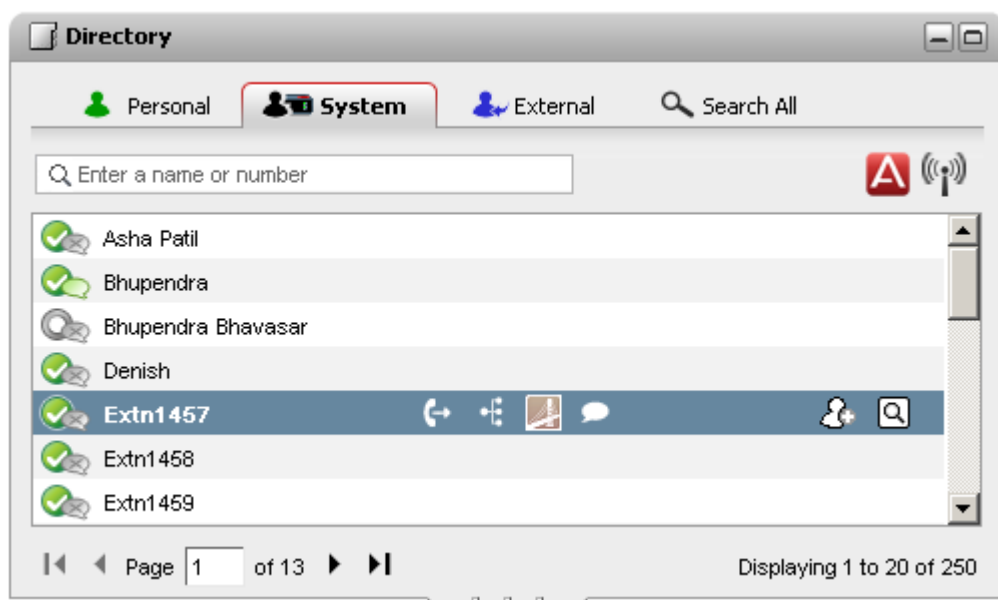 Directory
Personal System External Search All
Enter a name or number
Asha Patil
Bhupendra
Bhupendra Bhavasar
Denish
Extn1457
Extn1458
Extn1459
Page 1 of 13 Displaying 1 to 20 of 250